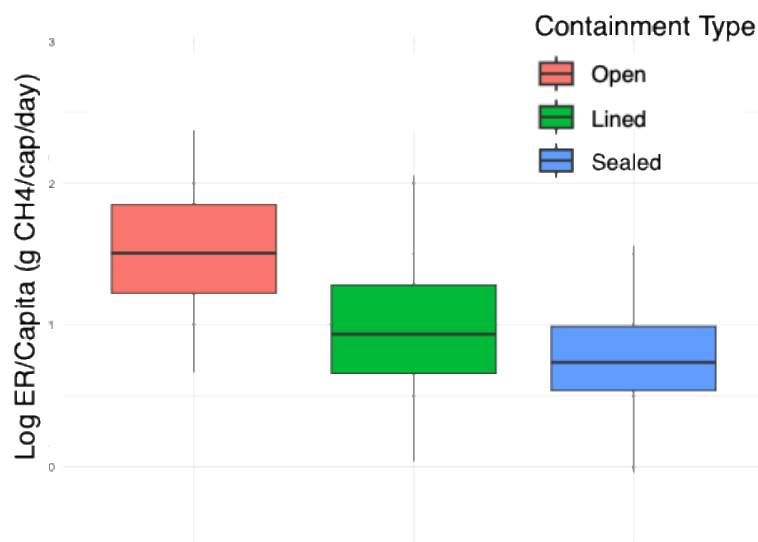 Containment Type
Open
Lined
Sealed
Log ER/Capita (g CH4/cap/day)
3
2
1
0